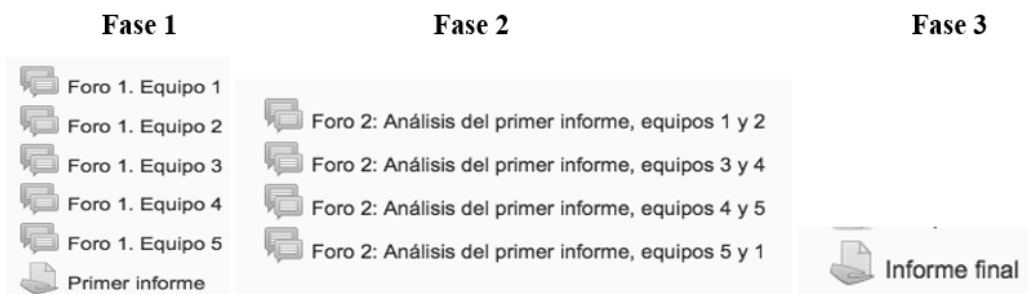 Fase 1
Foro 1. Equipo 1
Foro 1. Equipo 2
Foro 1. Equipo 3
Foro 1. Equipo 4
Foro 1. Equipo 5
Primer informe
Fase 2
Foro 2: Análisis del primer informe, equipos 1 y 2
Foro 2: Análisis del primer informe, equipos 3 y 4
Foro 2: Análisis del primer informe, equipos 4 y 5
Foro 2: Análisis del primer informe, equipos 5 y 1
Fase 3
Informe final